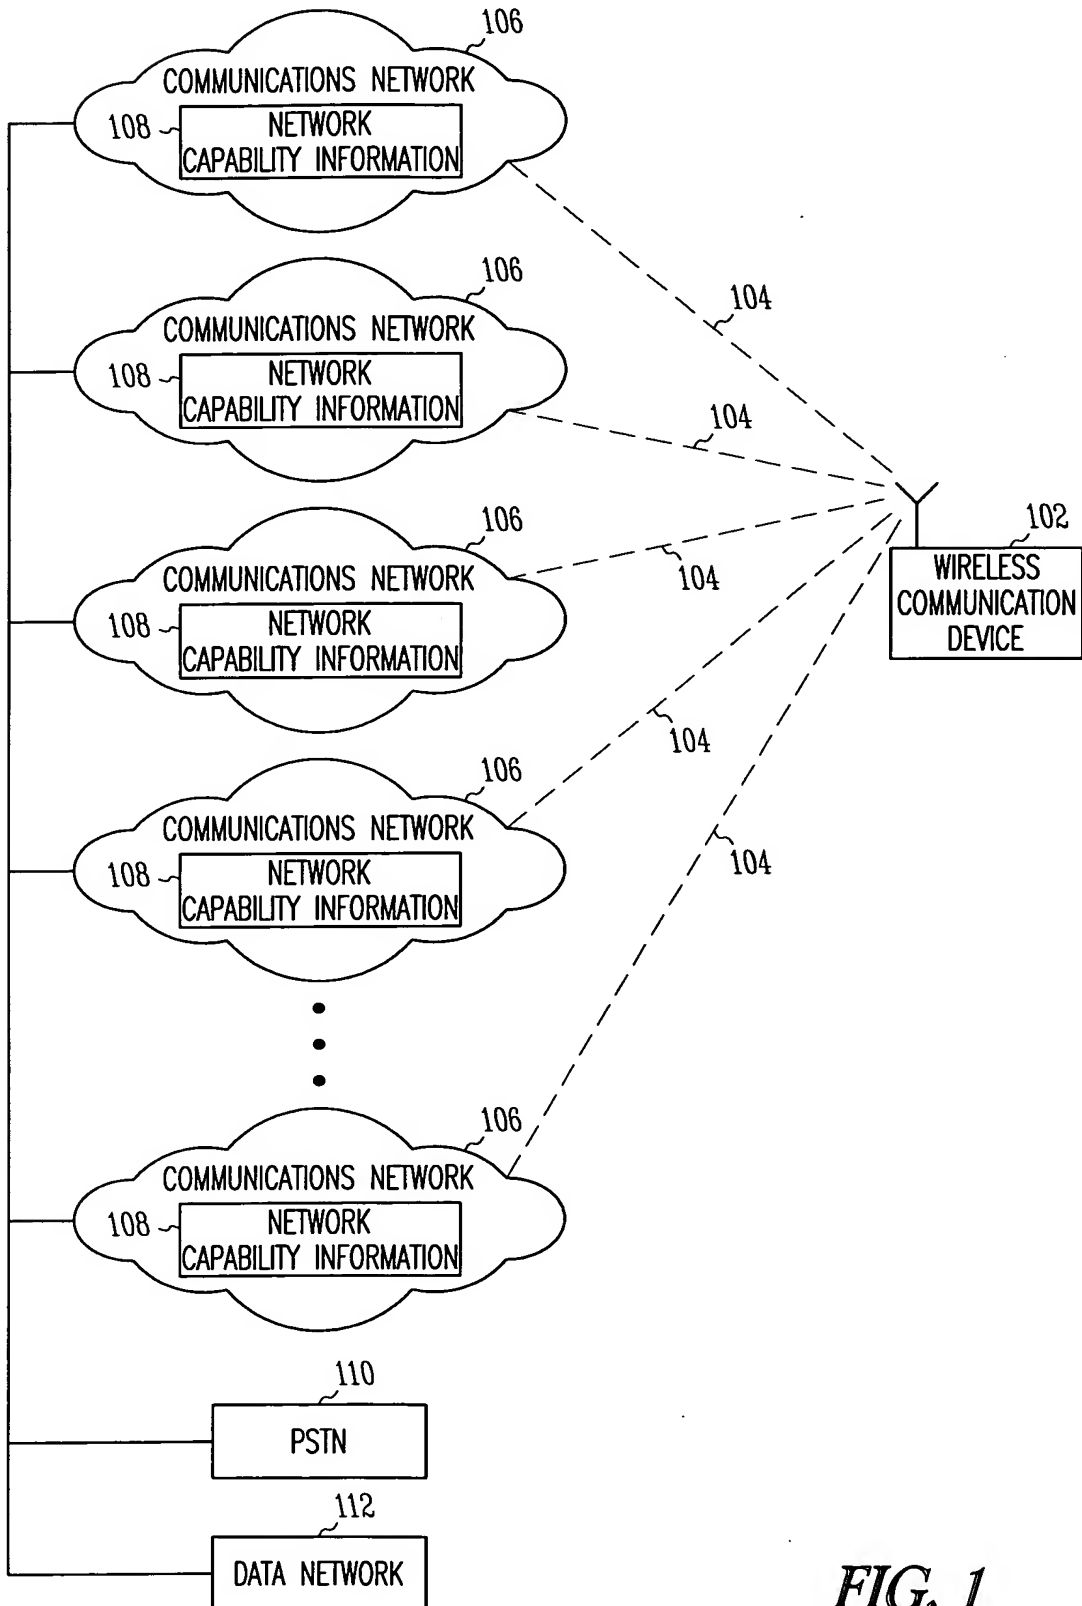 106
COMMUNICATIONS NETWORK
108
NETWORK
CAPABILITY INFORMATION
104
106
COMMUNICATIONS NETWORK
108
NETWORK
CAPABILITY INFORMATION
104
106
COMMUNICATIONS NETWORK
108
NETWORK
CAPABILITY INFORMATION
104
102
WIRELESS
COMMUNICATION
DEVICE
104
106
COMMUNICATIONS NETWORK
108
NETWORK
CAPABILITY INFORMATION
104
106
COMMUNICATIONS NETWORK
108
NETWORK
CAPABILITY INFORMATION
110
PSTN
112
DATA NETWORK
FIG. 1